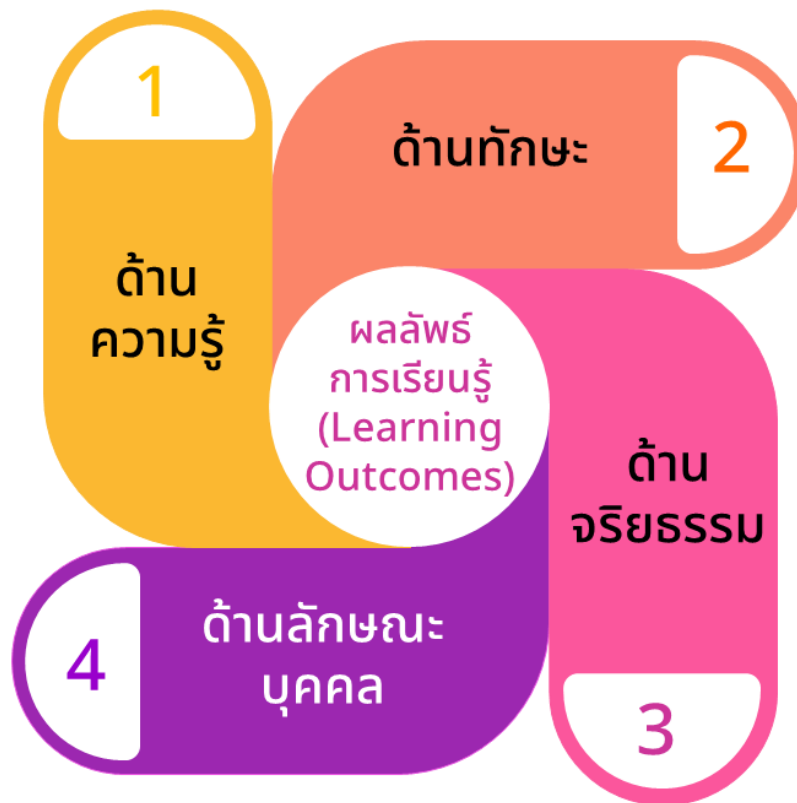 1
ด้าน
ความรู้
ด้านทักษะ
2
ผลลัพธ์
การเรียนรู้
(Learning
Outcomes)
ด้าน
จริยธรรม
3
4
ด้านลักษณะ
บุคคล